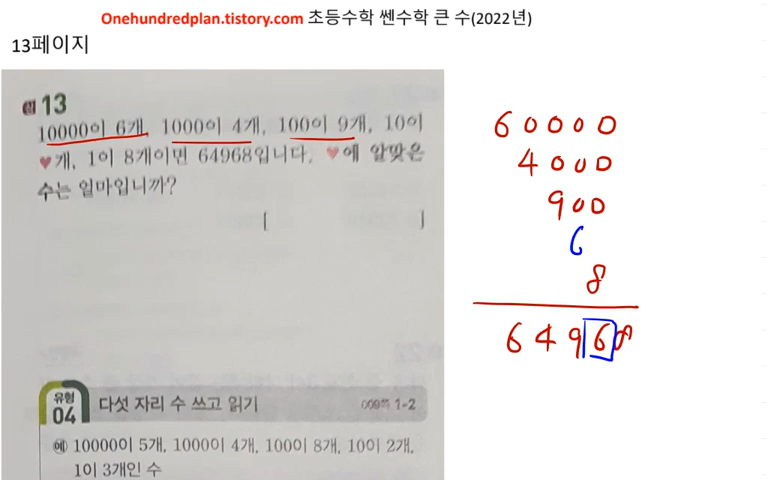 Onehundredplan.tistory.com 초등수학 쎈수학 큰 수(2022년)
13페이지
13
10000이 6개, 1000이 4개, 100이 9개, 10이
♥개, 1이 8개이면 64968입니다. ♥에 알맞은
수는 얼마입니까?
[ ]
60000
4000
900
6
8
64968
유형
04 다섯 자리 수 쓰고 읽기 009쪽 1-2
예 10000이 5개, 1000이 4개, 100이 8개, 10이 2개,
1이 3개인 수